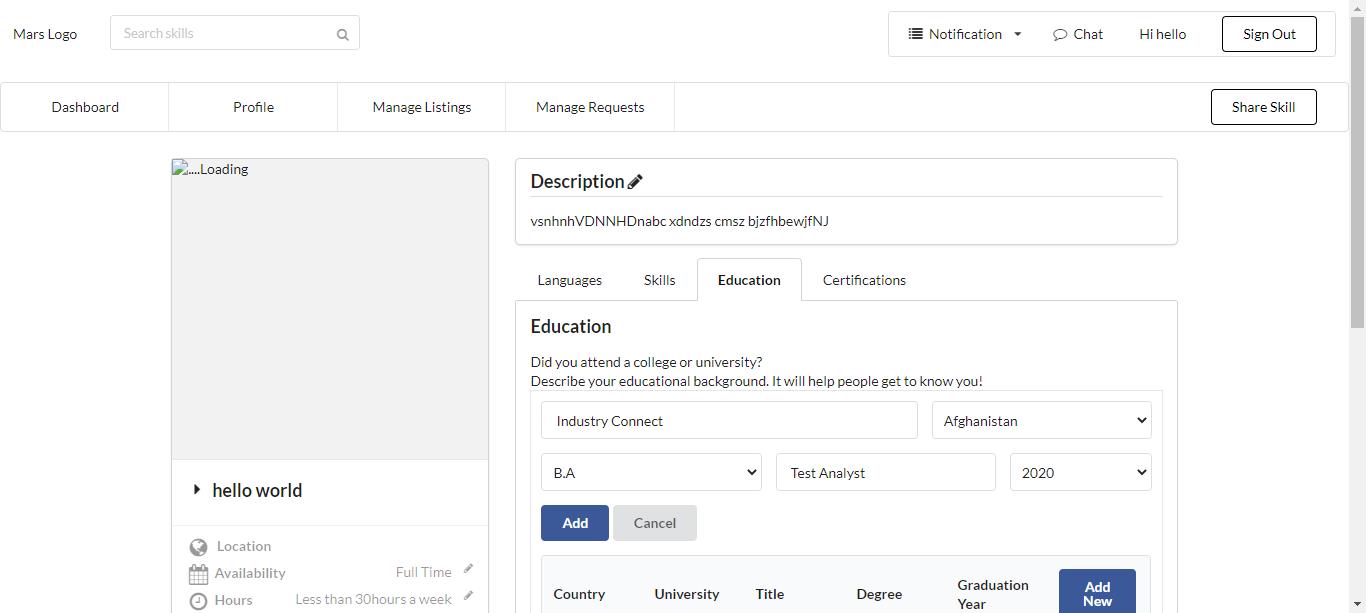 Mars Logo
Search skills
Notification
Chat
Hi hello
Sign Out
Dashboard
Profile
Manage Listings
Manage Requests
Share Skill
....Loading
Description
vsnhnhVDNNHDnabc xdndzs cmsz bjzfhbewjfNJ
Languages
Skills
Education
Certifications
Education
Did you attend a college or university?
Describe your educational background. It will help people get to know you!
Industry Connect
Afghanistan
B.A
Test Analyst
2020
Add
Cancel
hello world
Location
Availability
Full Time
Hours
Less than 30hours a week
Country
University
Title
Degree
Graduation
Year
Add
New